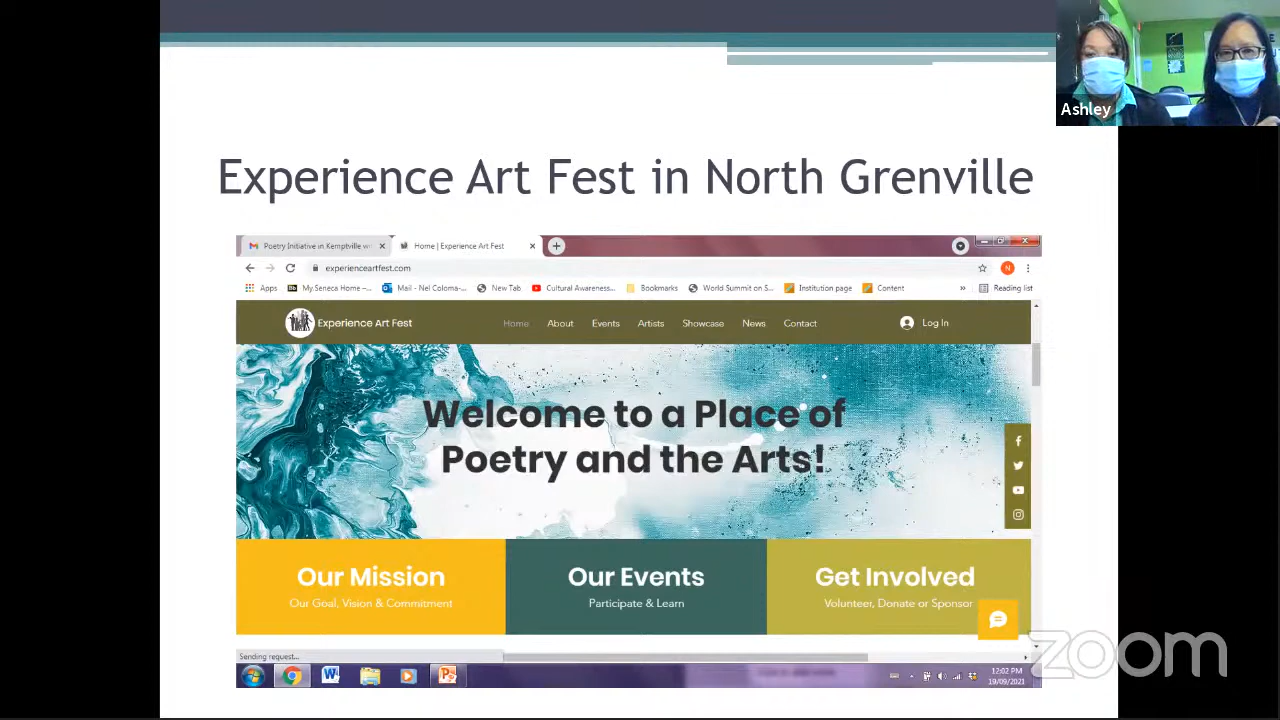 Ashley
Experience Art Fest in North Grenville
Poetry Initiative in Kemptville wi
Home | Experience Art Fest
experienceartfest.com
Apps
My.Seneca Home –...
Mail - Nel Coloma-...
New Tab
Cultural Awareness...
Bookmarks
World Summit on S...
Institution page
Content
Reading list
Experience Art Fest
Home
About
Events
Artists
Showcase
News
Contact
Log In
Welcome to a Place of
Poetry and the Arts!
Our Mission
Our Goal, Vision & Commitment
Our Events
Participate & Learn
Get Involved
Volunteer, Donate or Sponsor
Sending request...
12:02 PM
19/09/2021
zoom